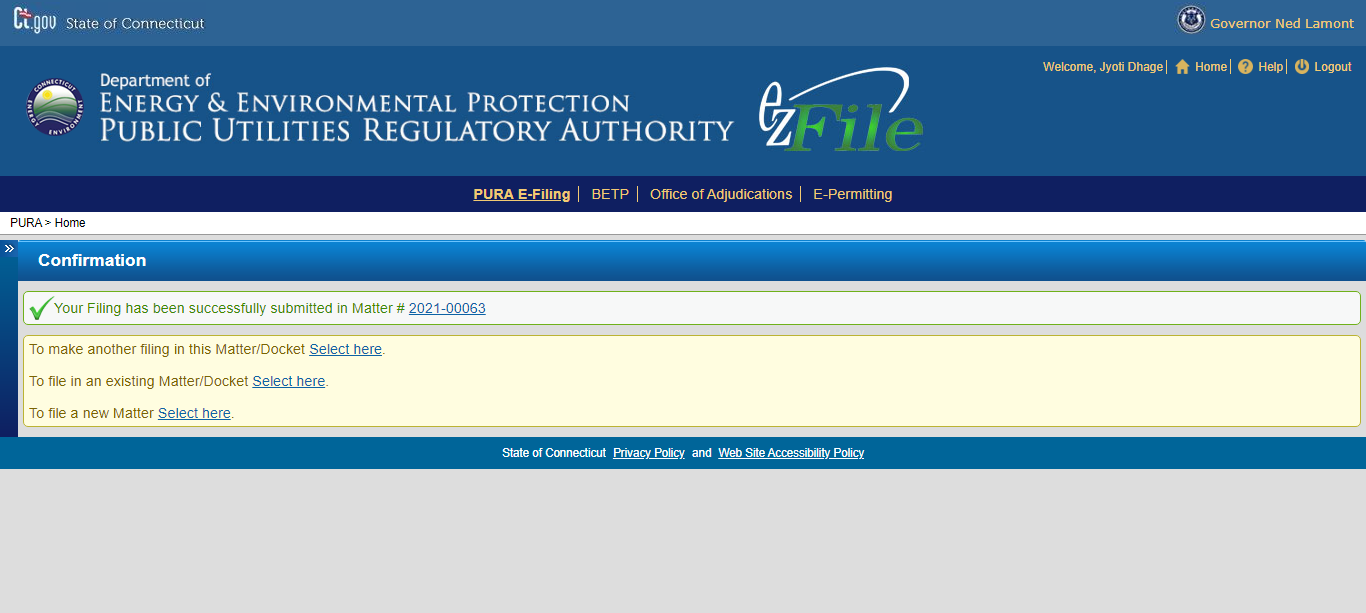 Ct.gov State of Connecticut
Governor Ned Lamont
Welcome, Jyoti Dhage | Home | Help | Logout
CONNECTICUT
ENERGY ENVIRONMENT
Department of
ENERGY & ENVIRONMENTAL PROTECTION
PUBLIC UTILITIES REGULATORY AUTHORITY
ezFile
PURA E-Filing | BETP | Office of Adjudications | E-Permitting
PURA > Home
»
Confirmation
Your Filing has been successfully submitted in Matter # 2021-00063
To make another filing in this Matter/Docket Select here.
To file in an existing Matter/Docket Select here.
To file a new Matter Select here.
State of Connecticut Privacy Policy and Web Site Accessibility Policy